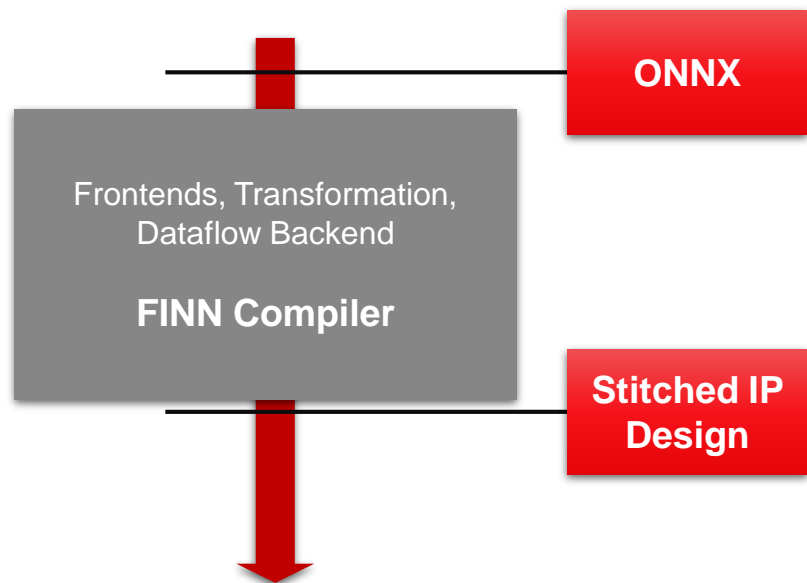 ONNX
Frontends, Transformation,
Dataflow Backend
FINN Compiler
Stitched IP
Design